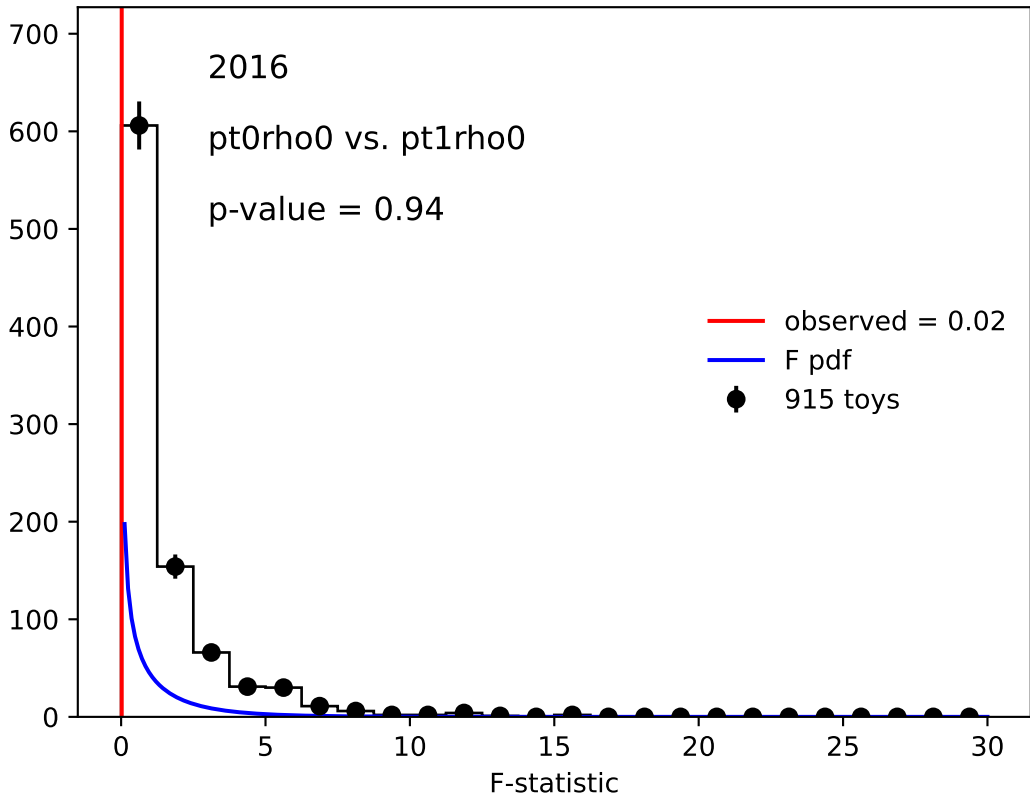 700
600
500
400
300
200
100
0
2016
pt0rho0 vs. pt1rho0
p-value = 0.94
observed = 0.02
F pdf
915 toys
0 5 10 15 20 25 30
F-statistic